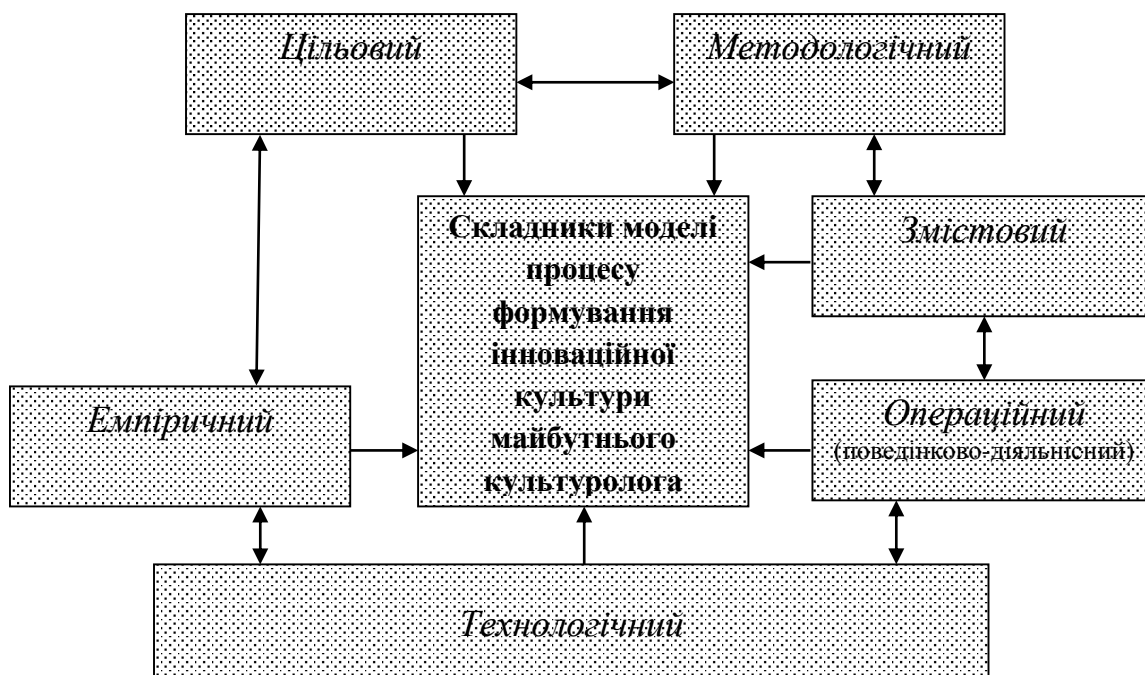 Цільовий
Методологічний
Складники моделі
процесу
формування
інноваційної
культури
майбутнього
культуролога
Змістовий
Емпіричний
Операційний
(поведінково-діяльнісний)
Технологічний